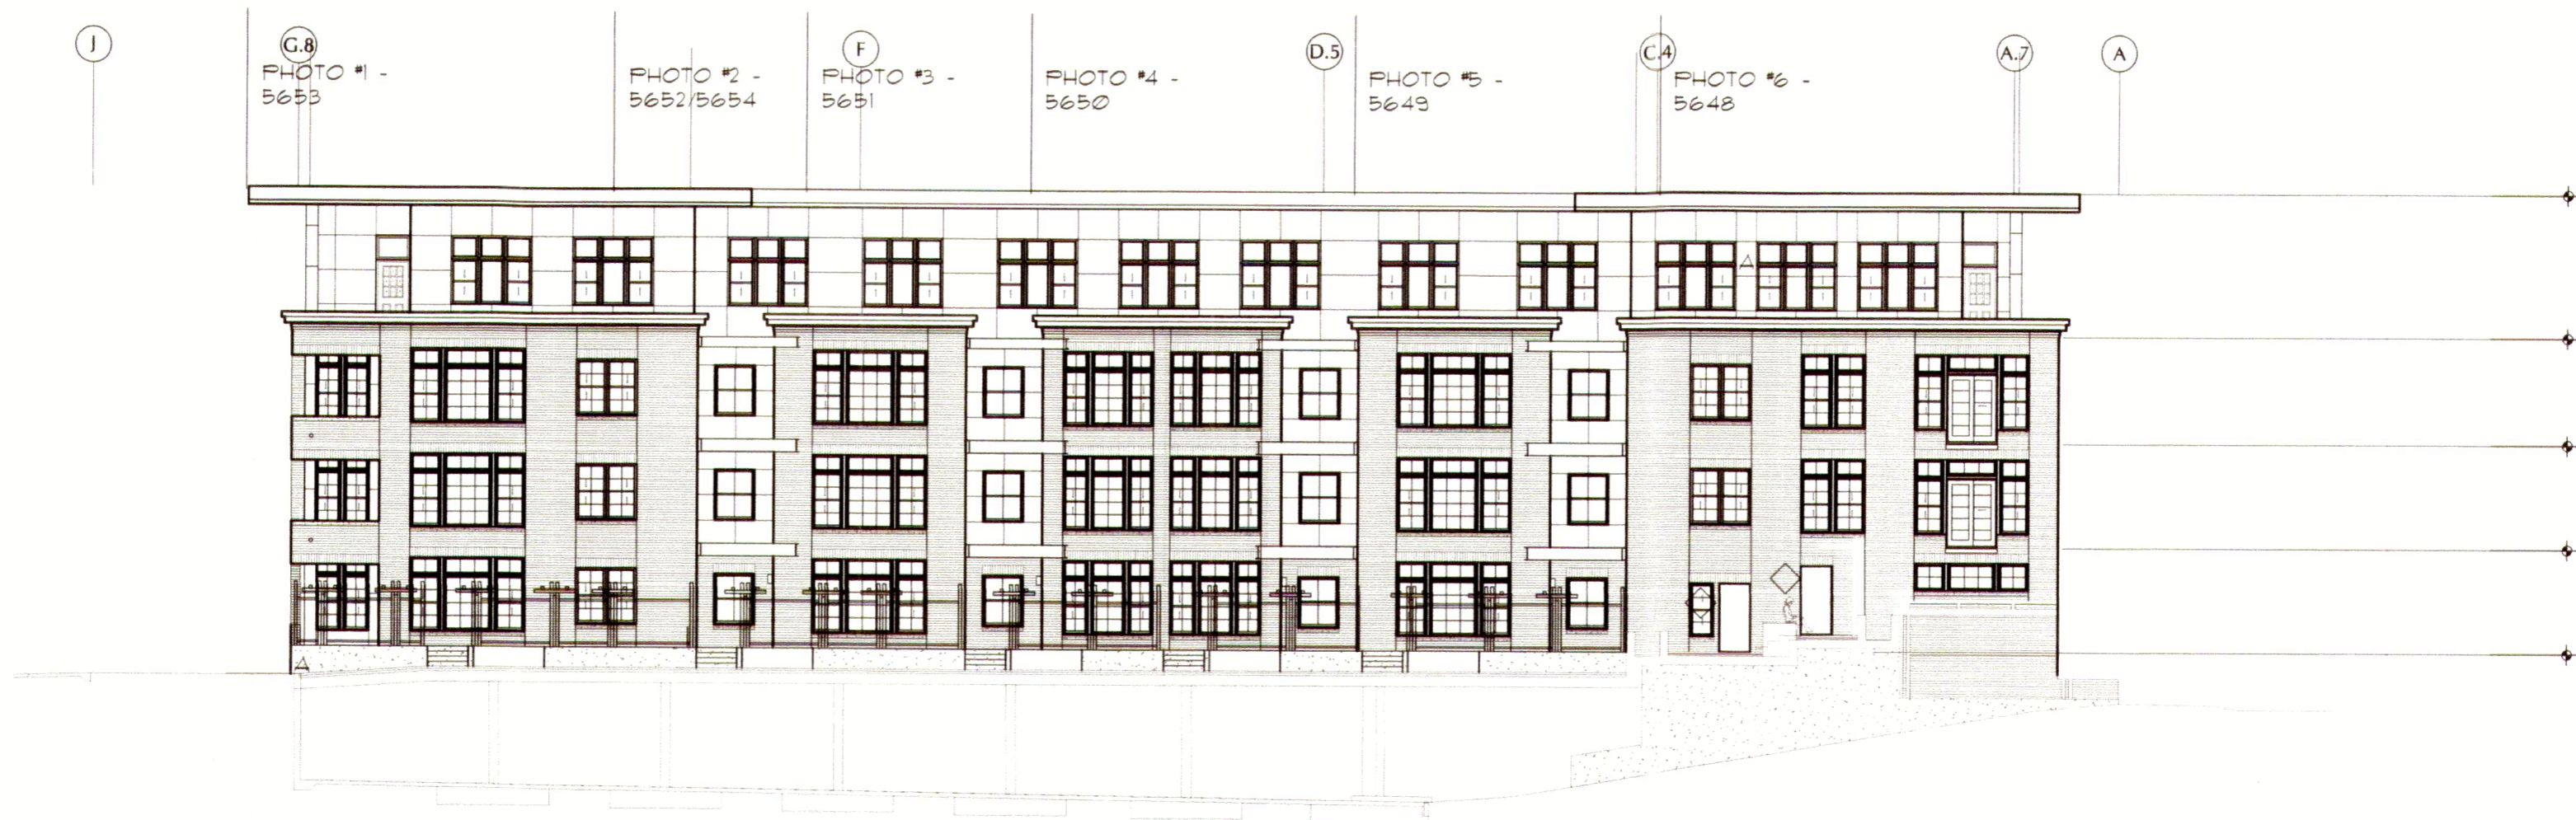 J
G.8
F
D.5
C.4
A.7
A
PHOTO #1 -
5653
PHOTO #2 -
5652/5654
PHOTO #3 -
5651
PHOTO #4 -
5650
PHOTO #5 -
5649
PHOTO #6 -
5648
A
A